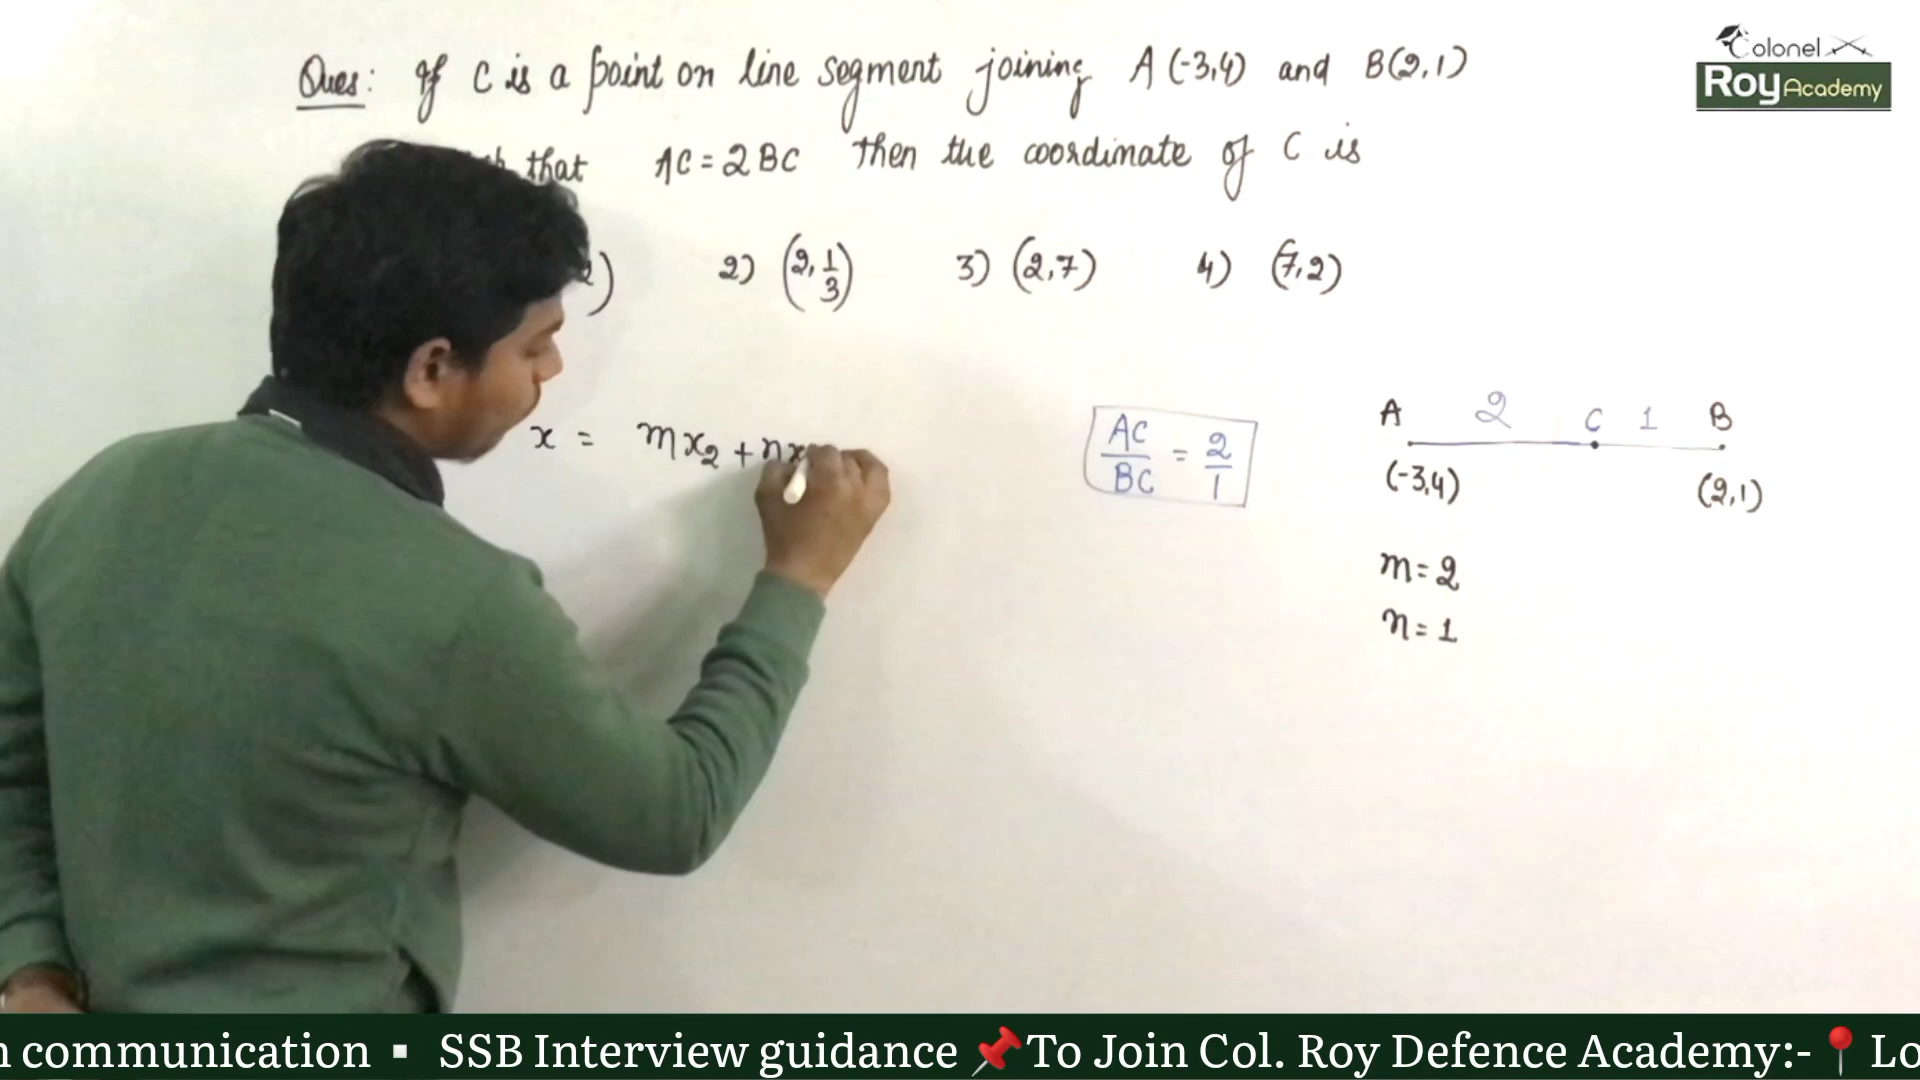 Ques: If C is a point on line segment joining A (-3,4) and B(2,1)
that AC = 2 BC then the coordinate of C is
2) (2, 1/3) 3) (2,7) 4) (7,2)
x = mx₂ + nx
AC/BC = 2/1
A 2 C 1 B
(-3,4) (2,1)
m = 2
n = 1
Colonel
Roy Academy
communication ▪ SSB Interview guidance 📌To Join Col. Roy Defence Academy:-📍